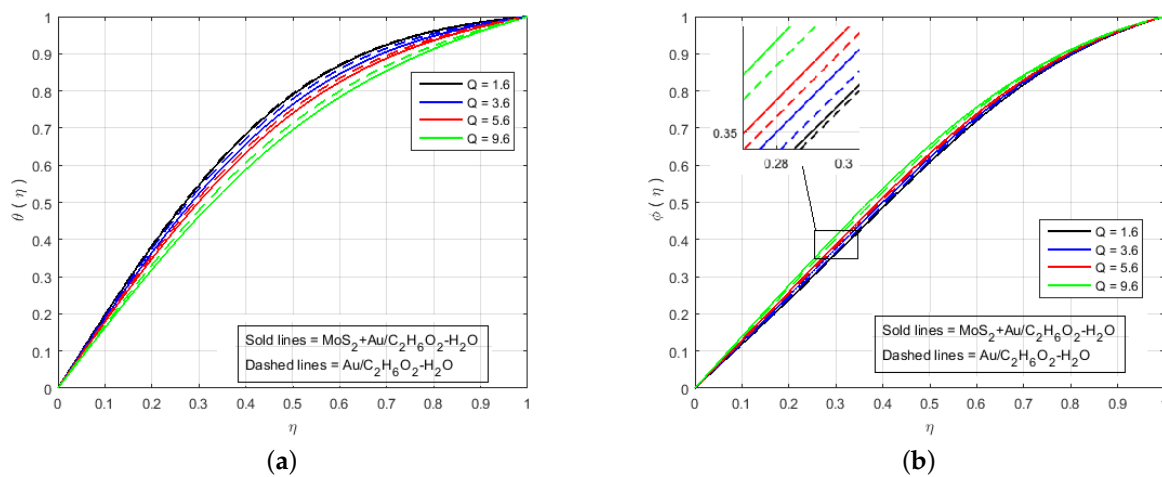 1
0.9
0.8
0.7
0.6
0.5
0.4
0.3
0.2
0.1
0
θ ( η )
Q = 1.6
Q = 3.6
Q = 5.6
Q = 9.6
Sold lines = MoS2+Au/C2H6O2-H2O
Dashed lines = Au/C2H6O2-H2O
0 0.1 0.2 0.3 0.4 0.5 0.6 0.7 0.8 0.9 1
η
(a)
1
0.9
0.8
0.7
0.6
0.5
0.4
0.3
0.2
0.1
0
ϕ ( η )
0.35
0.28 0.3
Q = 1.6
Q = 3.6
Q = 5.6
Q = 9.6
Sold lines = MoS2+Au/C2H6O2-H2O
Dashed lines = Au/C2H6O2-H2O
0 0.1 0.2 0.3 0.4 0.5 0.6 0.7 0.8 0.9 1
η
(b)